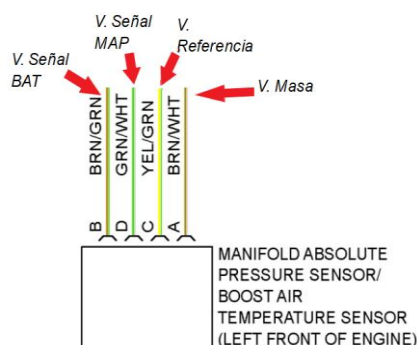 V. Señal
BAT
V. Señal
MAP
V.
Referencia
V. Masa
BRN/GRN
GRN/WHT
YEL/GRN
BRN/WHT
B
D
C
A
MANIFOLD ABSOLUTE
PRESSURE SENSOR/
BOOST AIR
TEMPERATURE SENSOR
(LEFT FRONT OF ENGINE)